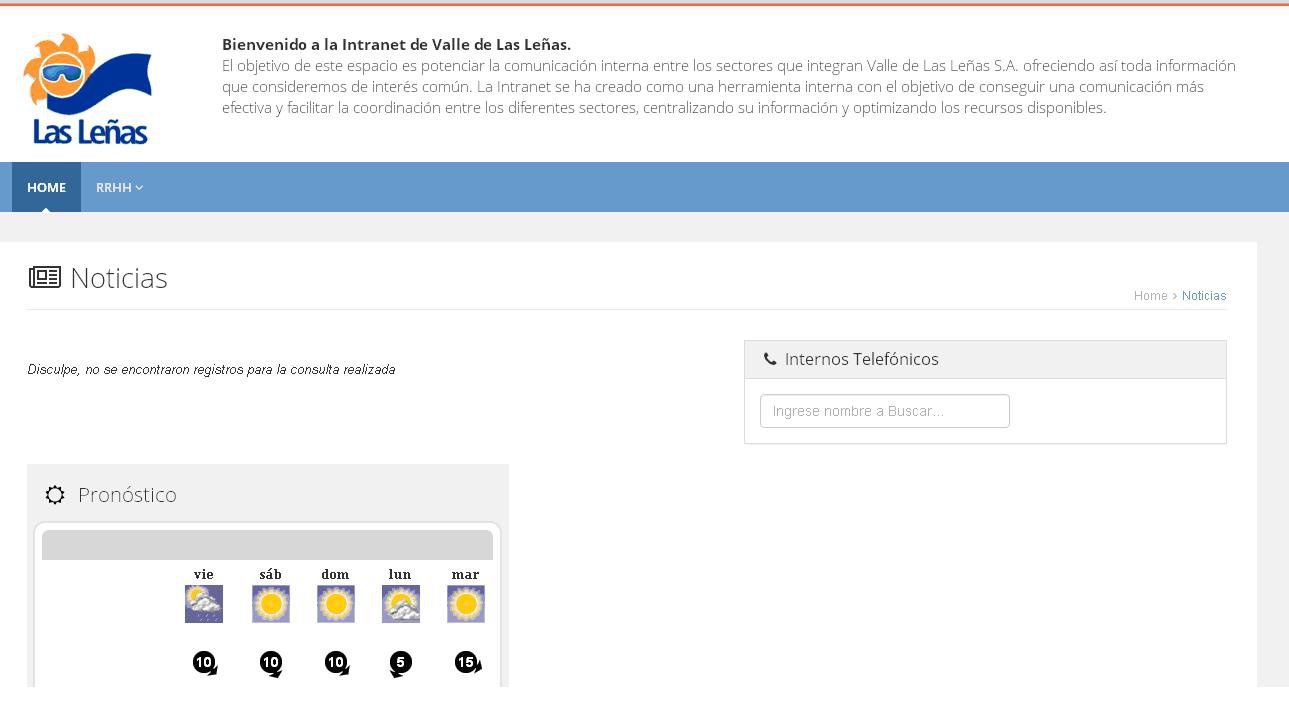 Las Leñas
Bienvenido a la Intranet de Valle de Las Leñas.
El objetivo de este espacio es potenciar la comunicación interna entre los sectores que integran Valle de Las Leñas S.A. ofreciendo así toda información
que consideremos de interés común. La Intranet se ha creado como una herramienta interna con el objetivo de conseguir una comunicación más
efectiva y facilitar la coordinación entre los diferentes sectores, centralizando su información y optimizando los recursos disponibles.
HOME RRHH
Noticias
Home > Noticias
Disculpe, no se encontraron registros para la consulta realizada
Internos Telefónicos
Ingrese nombre a Buscar...
Pronóstico
vie sáb dom lun mar
10 10 10 5 15